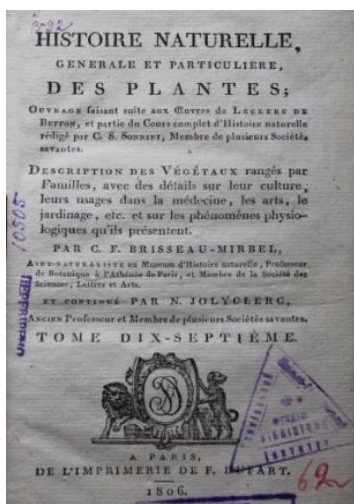 HISTOIRE NATURELLE,
GENERALE ET PARTICULIERE,
DES PLANTES;
OUVRAGE faisant suite aux Œuvres de LECLERC DE
BUFFON, et partie du Cours complet d'Histoire naturelle
rédigé par C. S. SONNINI, Membre de plusieurs Sociétés
savantes.
DESCRIPTION DES VÉGÉTAUX rangés par
Familles, avec des détails sur leur culture,
leurs usages dans la médecine, les arts, le
jardinage, etc. et sur les phénomènes physio-
logiques qu'ils présentent.
PAR C. F. BRISSEAU-MIRBEL,
AIDE-NATURALISTE du Museum d'Histoire naturelle, Professeur
de Botanique à l'Athénée de Paris, et Membre de la Société des
Sciences, Lettres et Arts.
ET CONTINUÉ PAR N. JOLYCLERC,
ANCIEN Professeur et Membre de plusieurs Sociétés savantes.
TOME DIX-SEPTIÈME.
A PARIS,
DE L'IMPRIMERIE DE F. DUFART.
1806.
10505
62